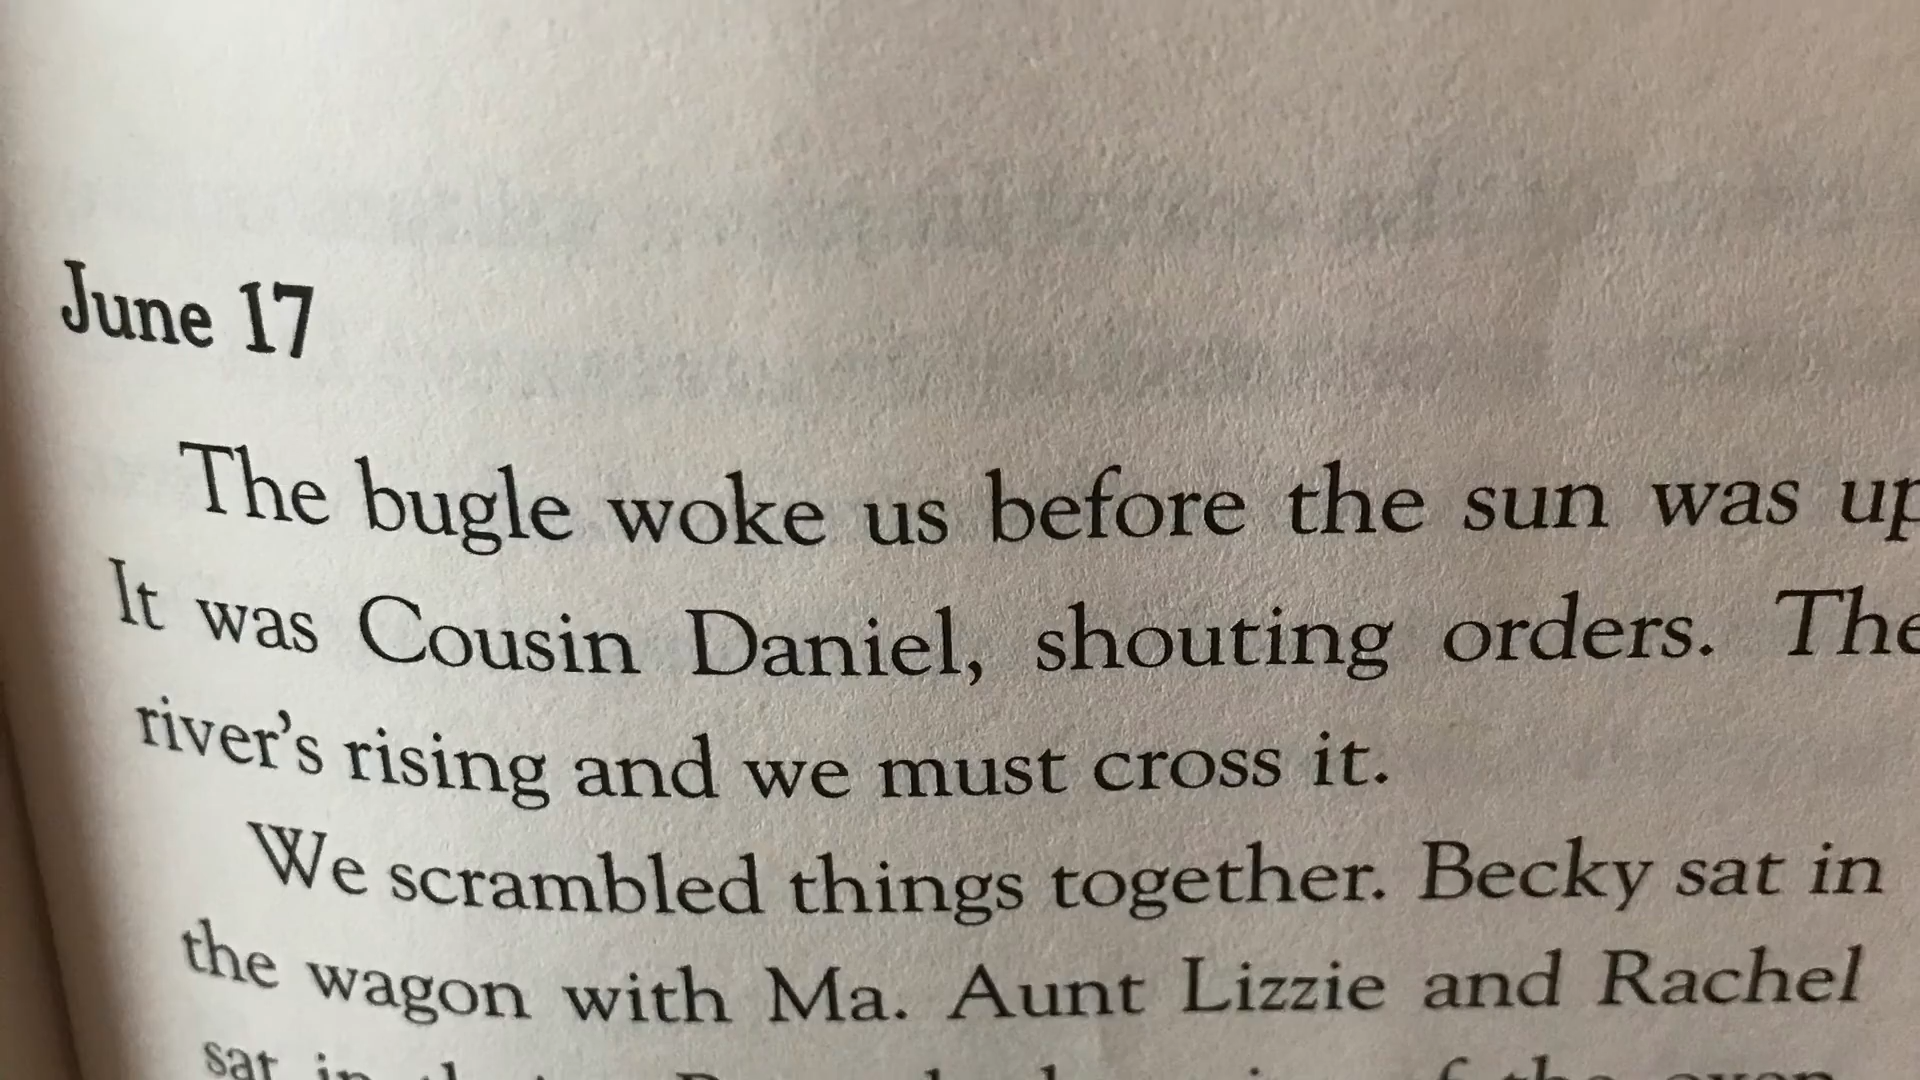 June 17
The bugle woke us before the sun was up
It was Cousin Daniel, shouting orders. The
river's rising and we must cross it.
We scrambled things together. Becky sat in
the wagon with Ma. Aunt Lizzie and Rachel
sat in